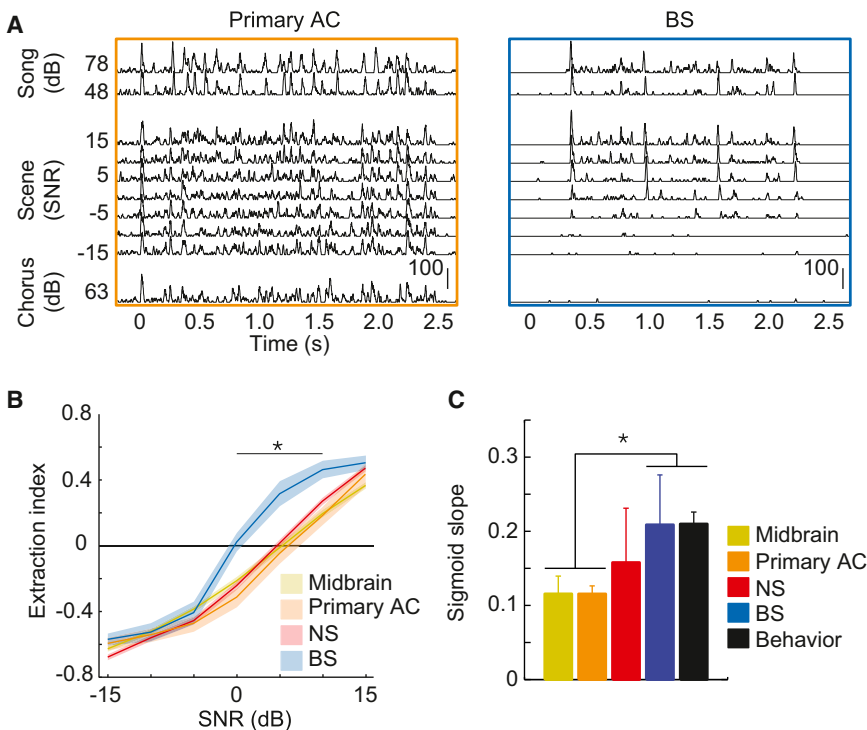 A
Primary AC
BS
Song
(dB)
78
48
Scene
(SNR)
15
5
-5
-15
Chorus
(dB)
63
100
100
0 0.5 1.0 1.5 2.0 2.5
0 0.5 1.0 1.5 2.0 2.5
Time (s)
B
Extraction index
0.8
0.4
0
-0.4
-0.8
*
Midbrain
Primary AC
NS
BS
-15 0 15
SNR (dB)
C
Sigmoid slope
0.3
0.2
0.1
0
*
Midbrain
Primary AC
NS
BS
Behavior